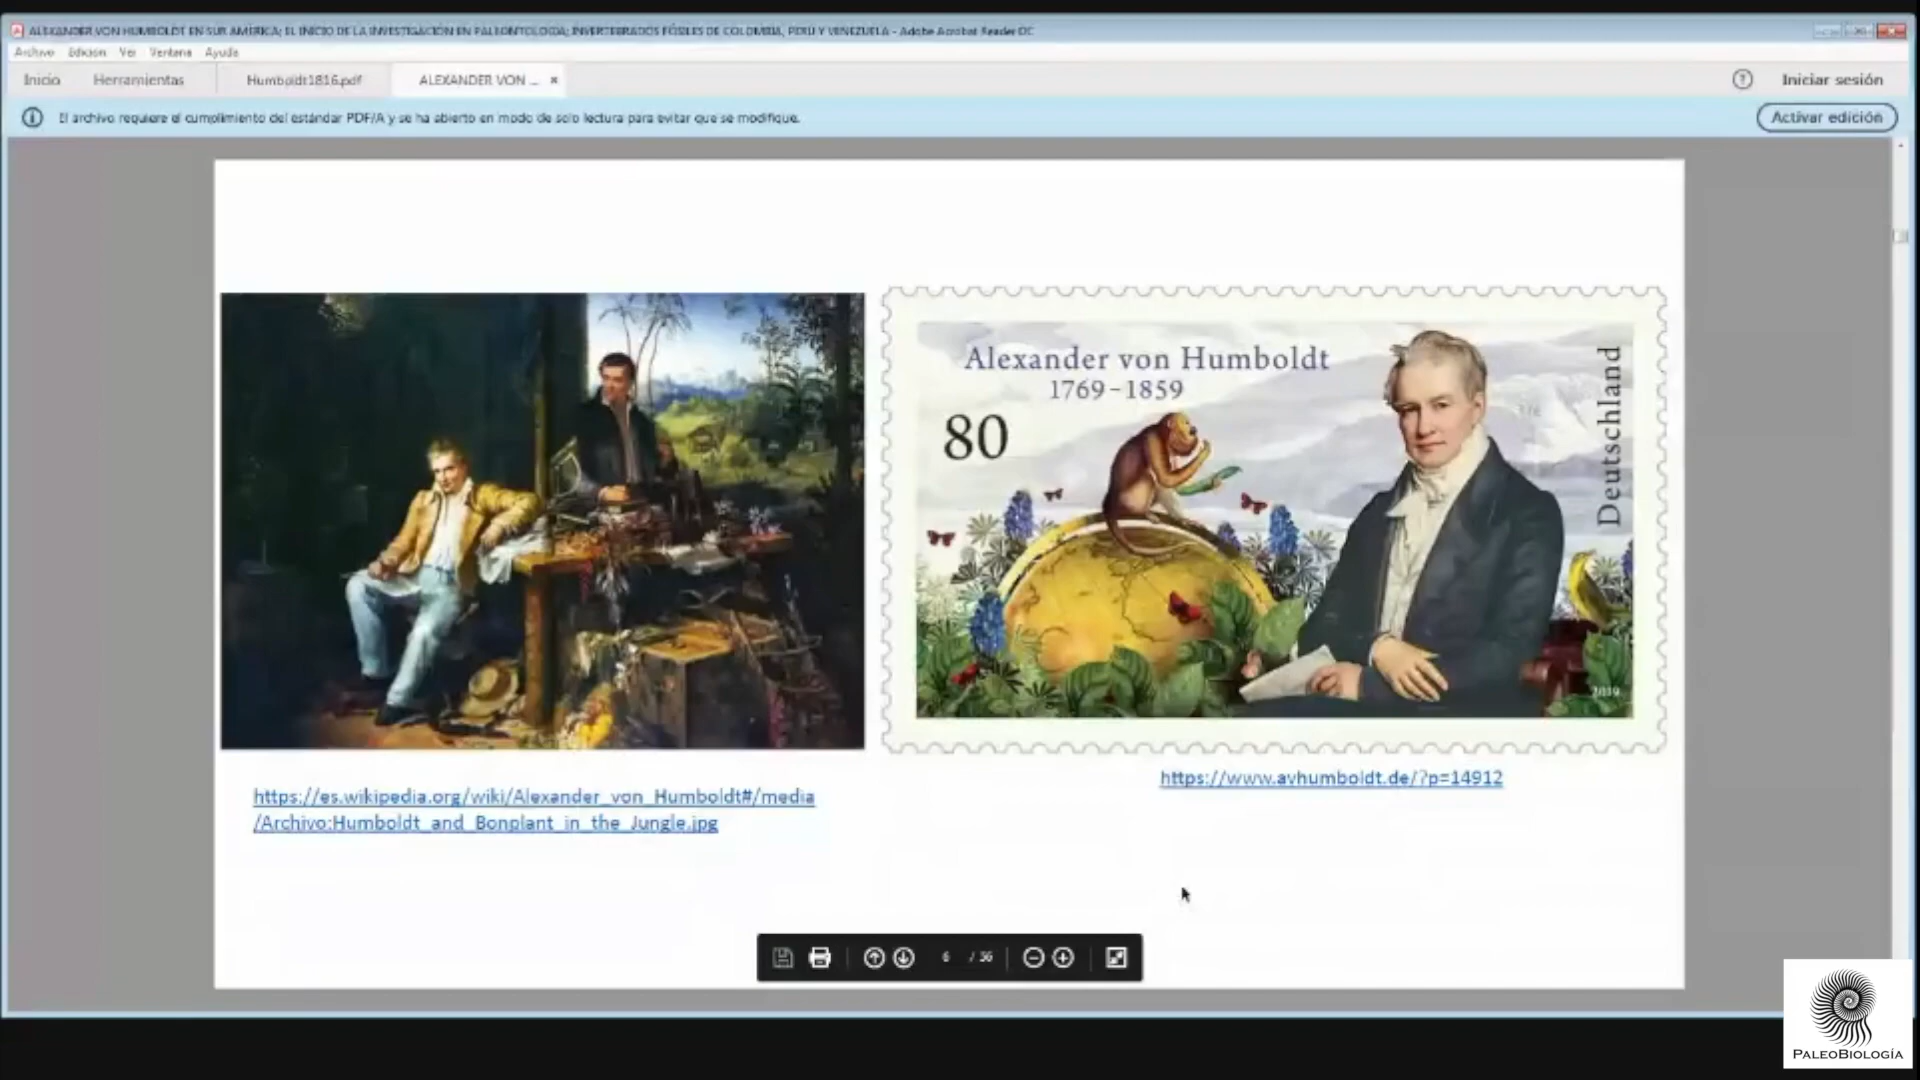 ALEXANDER VON HUMBOLDT EN SUR AMÉRICA; EL INICIO DE LA INVESTIGACIÓN EN PALEONTOLOGÍA; INVERTEBRADOS FÓSILES DE COLOMBIA, PERÚ Y VENEZUELA - Adobe Acrobat Reader DC
Archivo Edición Ver Ventana Ayuda
Inicio Herramientas Humboldt1816.pdf ALEXANDER VON ... × ? Iniciar sesión
El archivo requiere el cumplimiento del estándar PDF/A y se ha abierto en modo de solo lectura para evitar que se modifique. Activar edición
Alexander von Humboldt
1769–1859
80
Deutschland
2019
https://es.wikipedia.org/wiki/Alexander_von_Humboldt#/media
/Archivo:Humboldt_and_Bonplant_in_the_Jungle.jpg
https://www.avhumboldt.de/?p=14912
6 / 36
PALEOBIOLOGÍA